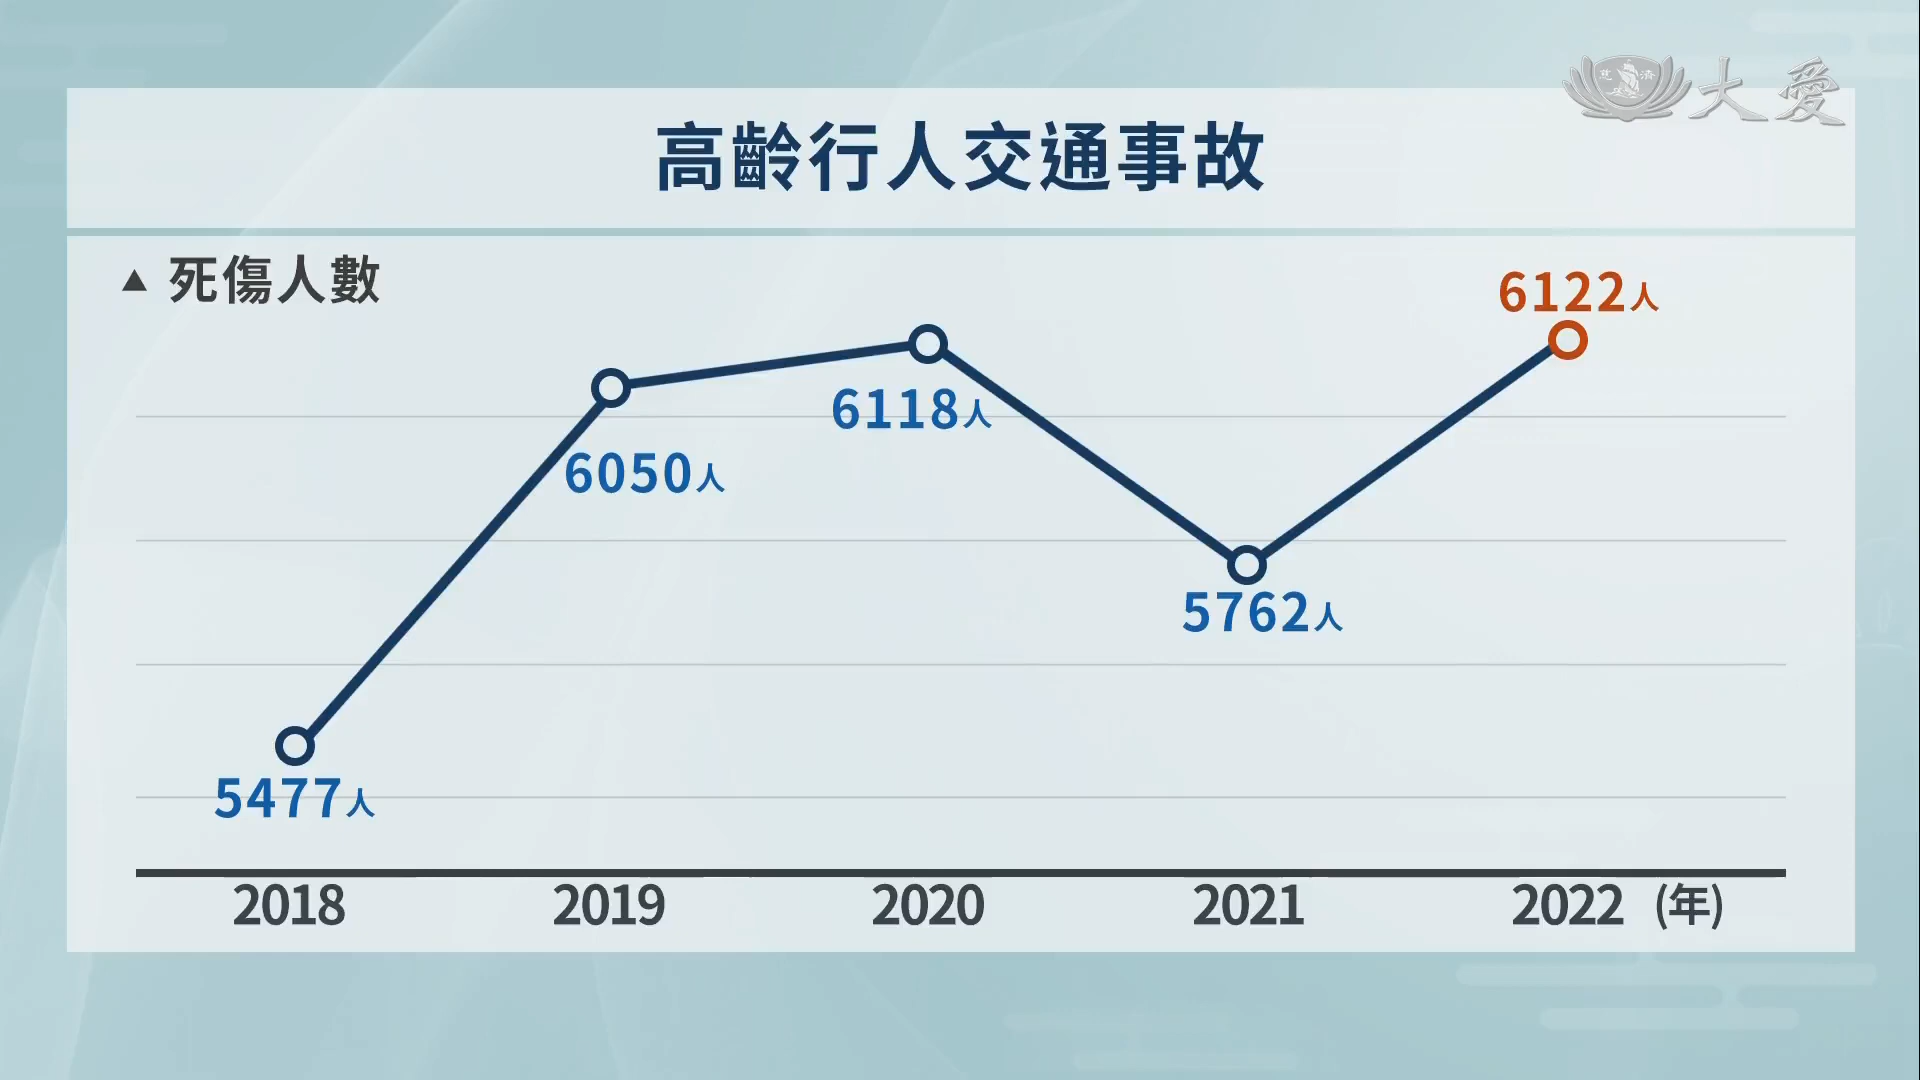 慈濟
大愛
高齡行人交通事故
▲ 死傷人數
6122人
6118人
6050人
5762人
5477人
2018 2019 2020 2021 2022 (年)